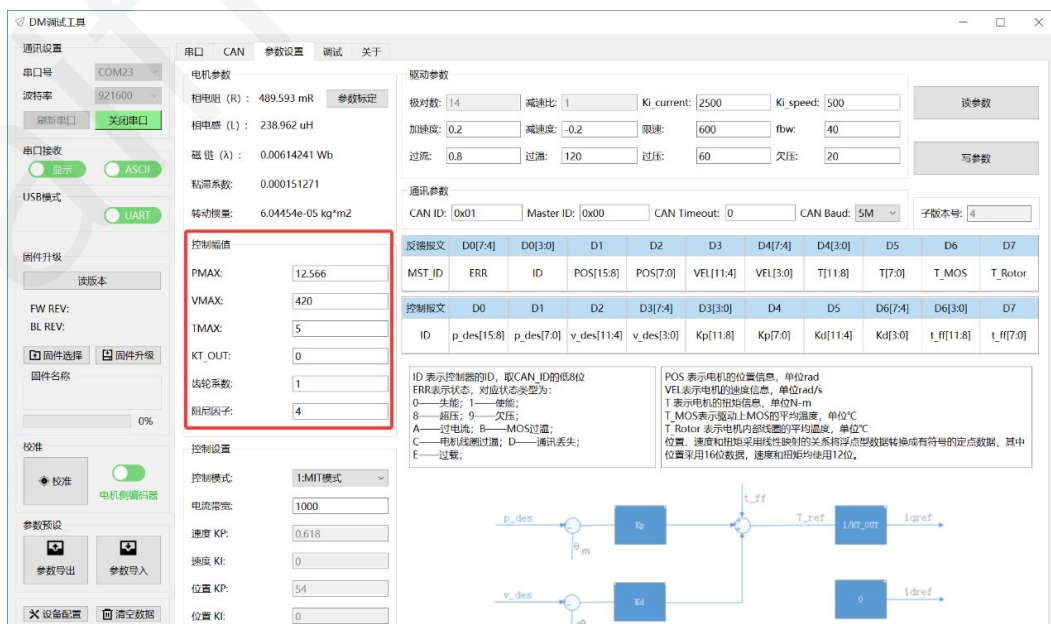 DM调试工具
通讯设置
串口号 COM23
波特率 921600
刷新串口 关闭串口
串口接收
显示 ASCII
USB模式
UART
固件升级
读版本
FW REV:
BL REV:
固件选择 固件升级
固件名称
0%
校准
校准
电机侧编码器
参数预设
参数导出 参数导入
设备配置 清空数据
串口 CAN 参数设置 调试 关于
电机参数
相电阻 (R) : 489.593 mR 参数标定
相电感 (L) : 238.962 uH
磁 链 (λ) : 0.00614241 Wb
粘滞系数: 0.000151271
转动惯量: 6.04454e-05 kg*m2
控制幅值
PMAX: 12.566
VMAX: 420
TMAX: 5
KT_OUT: 0
齿轮系数: 1
阻尼因子: 4
控制设置
控制模式: 1:MIT模式
电流带宽: 1000
速度 KP: 0.618
速度 KI: 0
位置 KP: 54
位置 KI: 0
驱动参数
极对数: 14 减速比: 1 Ki_current: 2500 Ki_speed: 500
加速度: 0.2 减速度: -0.2 限速: 600 fbw: 40
过流: 0.8 过温: 120 过压: 60 欠压: 20
读参数
写参数
通讯参数
CAN ID: 0x01 Master ID: 0x00 CAN Timeout: 0 CAN Baud: 5M 子版本号: 4
反馈报文 D0[7:4] D0[3:0] D1 D2 D3 D4[7:4] D4[3:0] D5 D6 D7
MST_ID ERR ID POS[15:8] POS[7:0] VEL[11:4] VEL[3:0] T[11:8] T[7:0] T_MOS T_Rotor
控制报文 D0 D1 D2 D3[7:4] D3[3:0] D4 D5 D6[7:4] D6[3:0] D7
ID p_des[15:8] p_des[7:0] v_des[11:4] v_des[3:0] Kp[11:8] Kp[7:0] Kd[11:4] Kd[3:0] t_ff[11:8] t_ff[7:0]
ID 表示控制器的ID，取CAN_ID的低8位
ERR表示状态，对应状态类型为:
0——失能; 1——使能;
8——超压; 9——欠压;
A——过电流; B——MOS过温;
C——电机线圈过温; D——通讯丢失;
E——过载;
POS 表示电机的位置信息，单位rad
VEL表示电机的速度信息，单位rad/s
T 表示电机的扭矩信息，单位N-m
T_MOS表示驱动上MOS的平均温度，单位℃
T_Rotor 表示电机内部线圈的平均温度，单位℃
位置、速度和扭矩采用线性映射的关系将浮点型数据转换成有符号的定点数据，其中
位置采用16位数据，速度和扭矩均使用12位。
t_ff
p_des Kp T_ref 1/KT_OUT iqref
θm
v_des Kd 0 idref